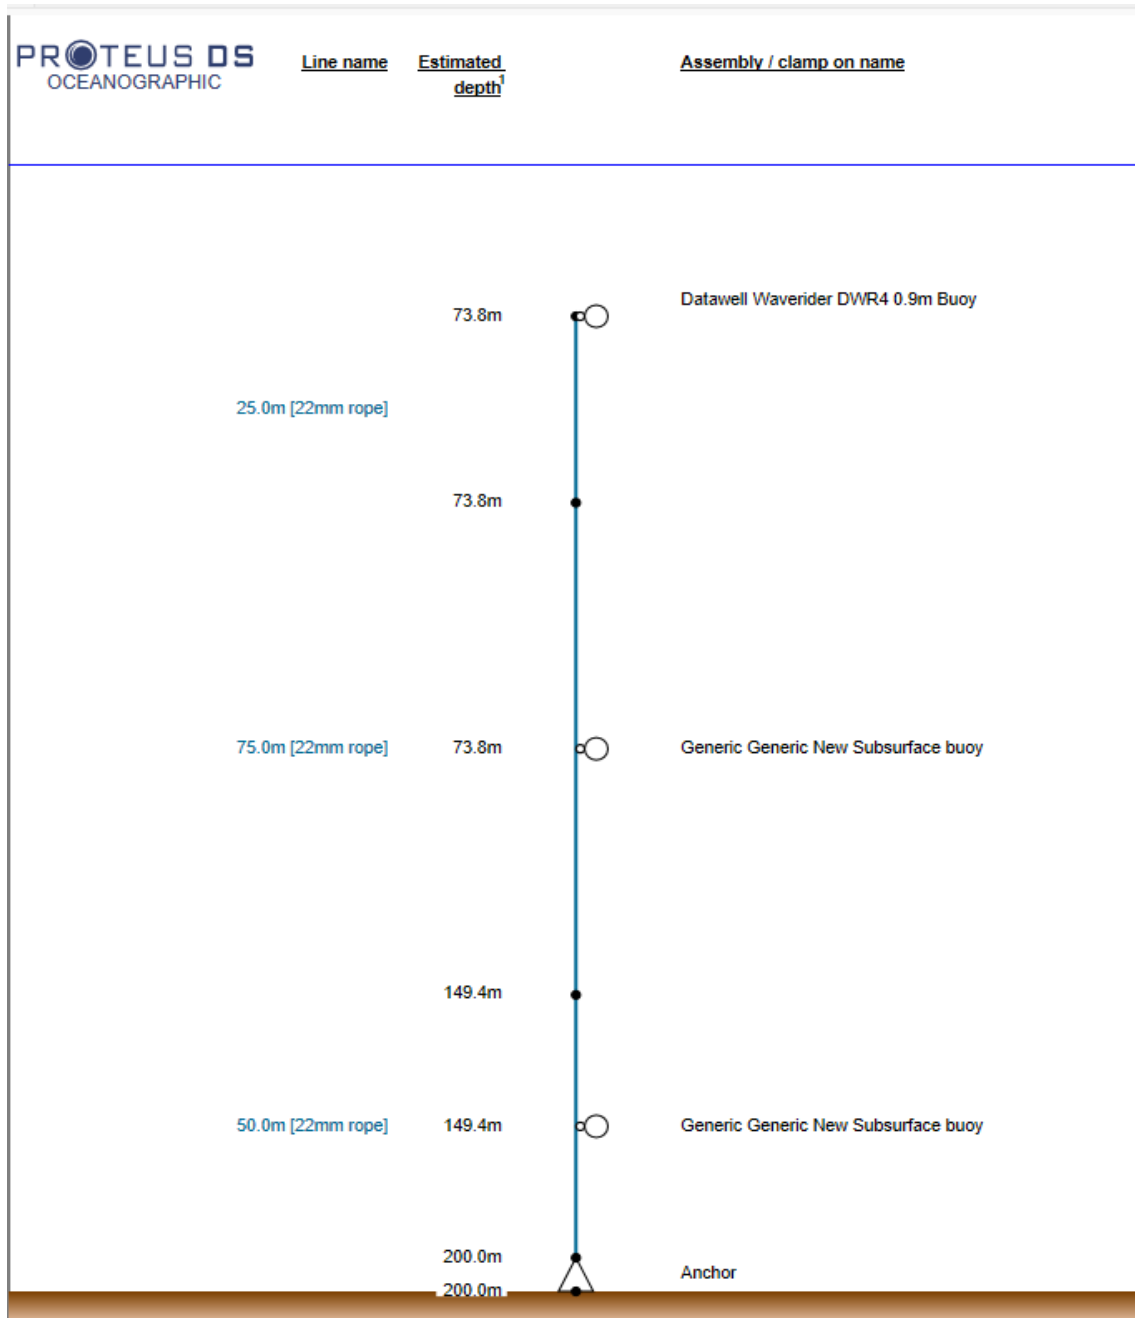 PROTEUS DS
OCEANOGRAPHIC
Line name
Estimated
depth1
Assembly / clamp on name
73.8m
Datawell Waverider DWR4 0.9m Buoy
25.0m [22mm rope]
73.8m
75.0m [22mm rope]
73.8m
Generic Generic New Subsurface buoy
149.4m
50.0m [22mm rope]
149.4m
Generic Generic New Subsurface buoy
200.0m
Anchor
200.0m